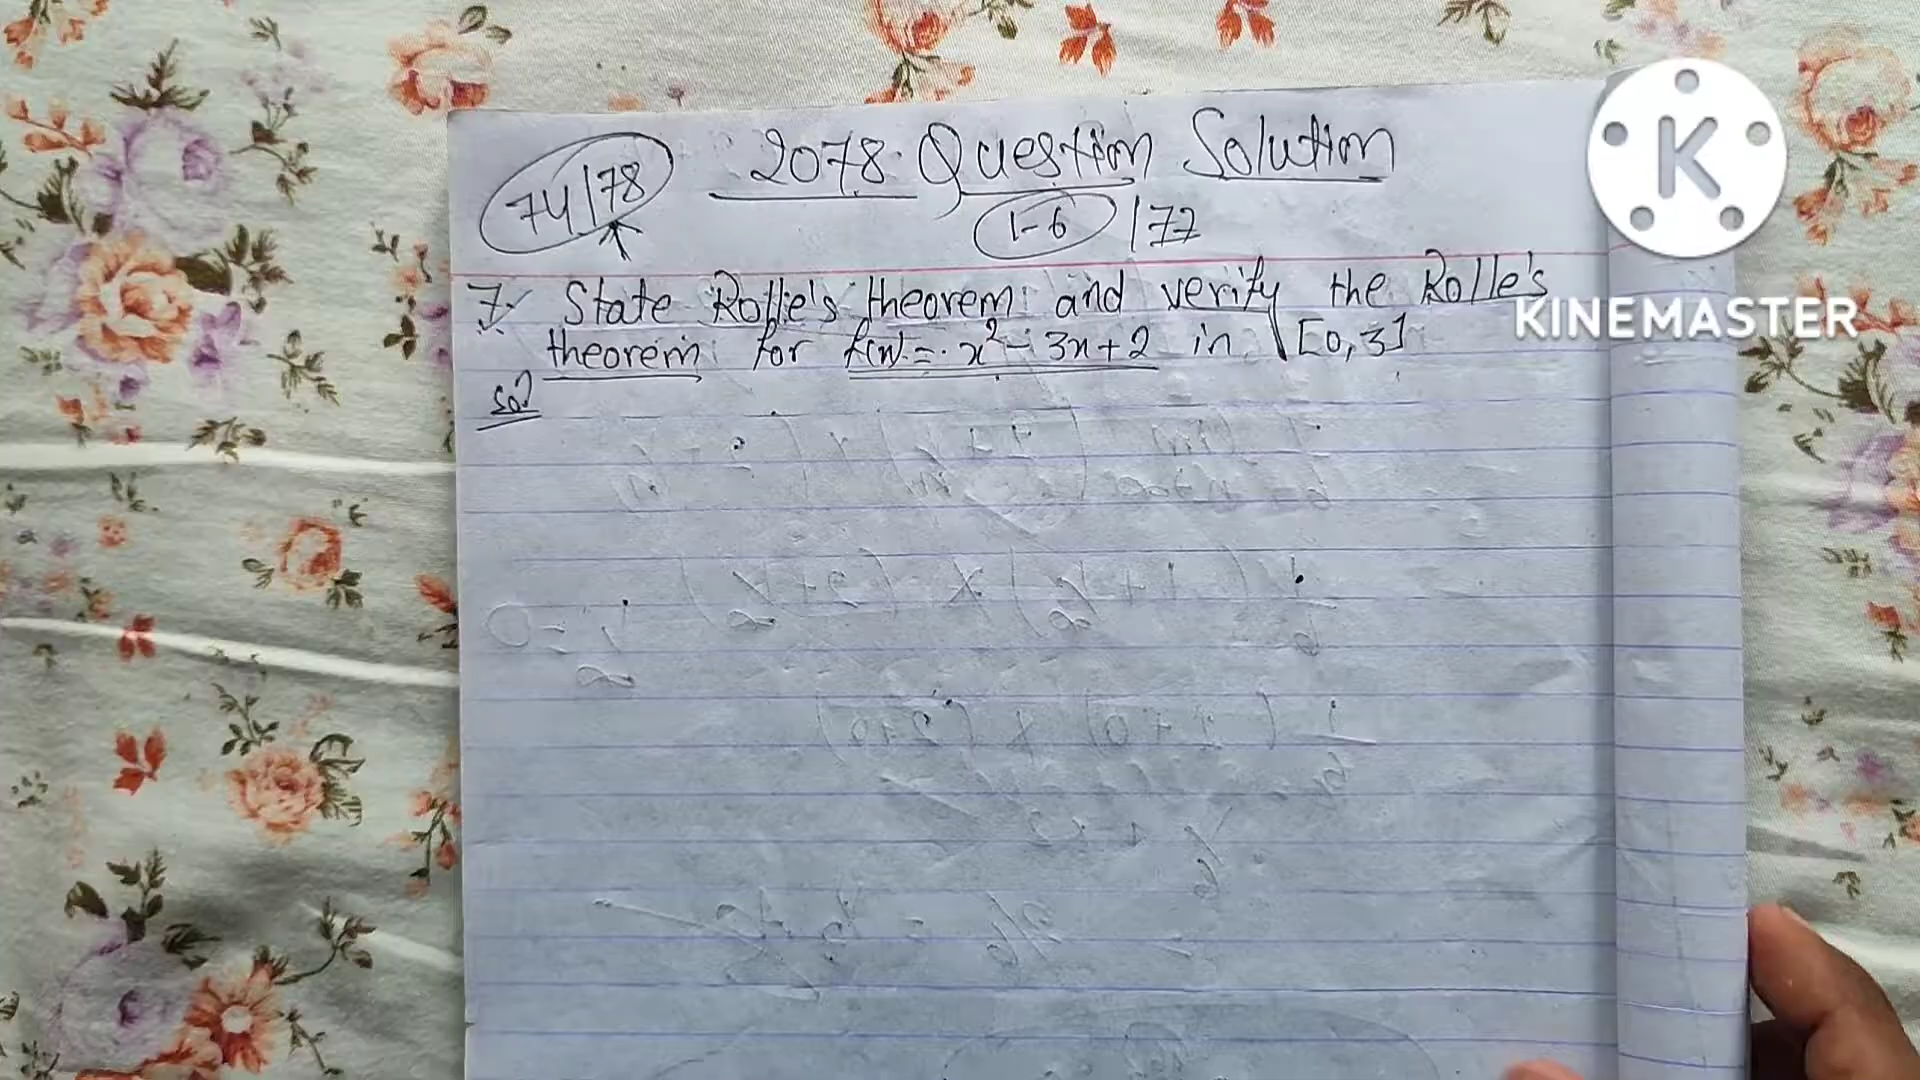 74/78
2078 Question Solution
1-6 /77
7. State Rolle's theorem and verify the Rolle's
theorem for f(x) = x² - 3x + 2 in [0,3]
Solⁿ
K
KINEMASTER